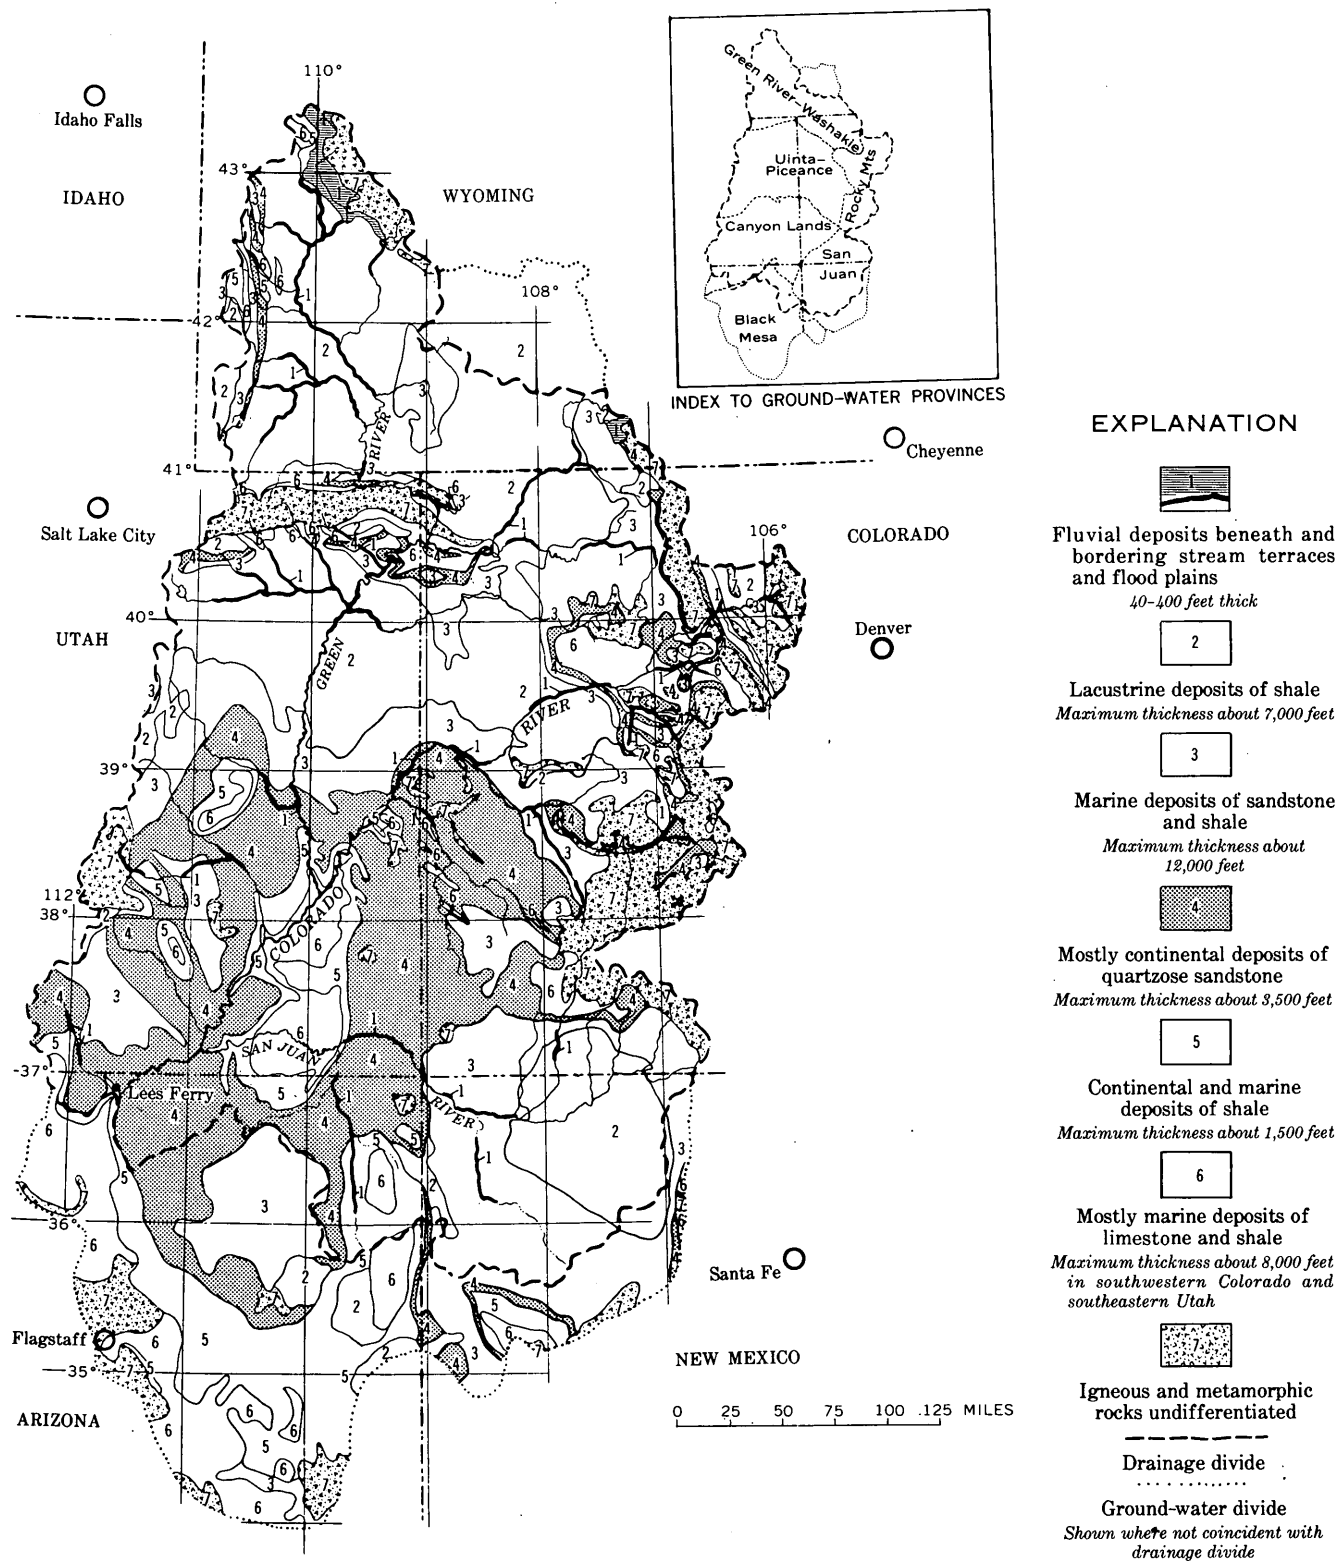 110°
Idaho Falls
43°
IDAHO
WYOMING
108°
42°
RIVER
41°
Cheyenne
Salt Lake City
COLORADO
106°
40°
UTAH
Denver
GREEN
RIVER
39°
112°
38°
COLORADO
SAN JUAN
37°
Lees Ferry
RIVER
36°
Santa Fe
Flagstaff
35°
NEW MEXICO
ARIZONA
0 25 50 75 100 125 MILES
Green River-Washakie
Uinta-
Piceance
Rocky Mts
Canyon Lands
San
Juan
Black
Mesa
INDEX TO GROUND-WATER PROVINCES
EXPLANATION
1
Fluvial deposits beneath and
bordering stream terraces
and flood plains
40-400 feet thick
2
Lacustrine deposits of shale
Maximum thickness about 7,000 feet
3
Marine deposits of sandstone
and shale
Maximum thickness about
12,000 feet
4
Mostly continental deposits of
quartzose sandstone
Maximum thickness about 3,500 feet
5
Continental and marine
deposits of shale
Maximum thickness about 1,500 feet
6
Mostly marine deposits of
limestone and shale
Maximum thickness about 8,000 feet
in southwestern Colorado and
southeastern Utah
7
Igneous and metamorphic
rocks undifferentiated
Drainage divide
Ground-water divide
Shown where not coincident with
drainage divide